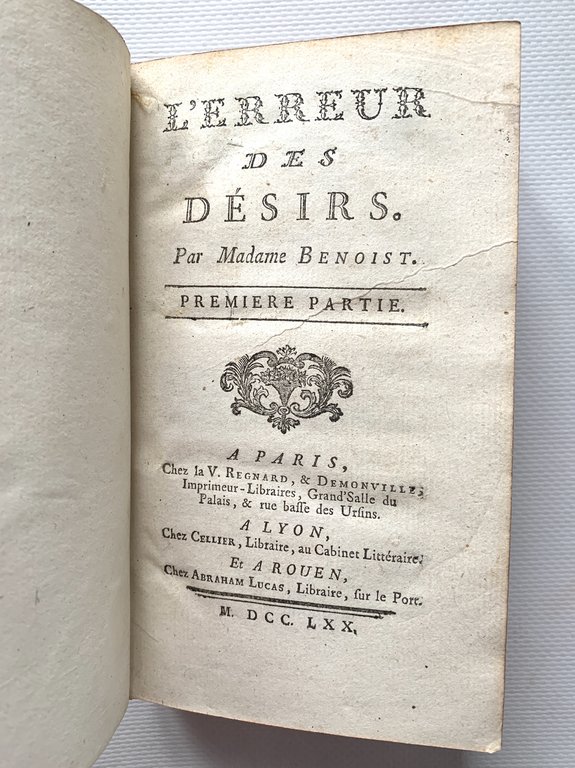 L'ERREUR
DES
DÉSIRS.
Par Madame BENOIST.
PREMIERE PARTIE.
A PARIS,
Chez la V. REGNARD, & DEMONVILLE,
Imprimeur-Libraires, Grand'Salle du
Palais, & rue basse des Ursins.
A LYON,
Chez CELLIER, Libraire, au Cabinet Littéraire.
Et A ROUEN,
Chez ABRAHAM LUCAS, Libraire, sur le Port.
M. DCC. LXX.